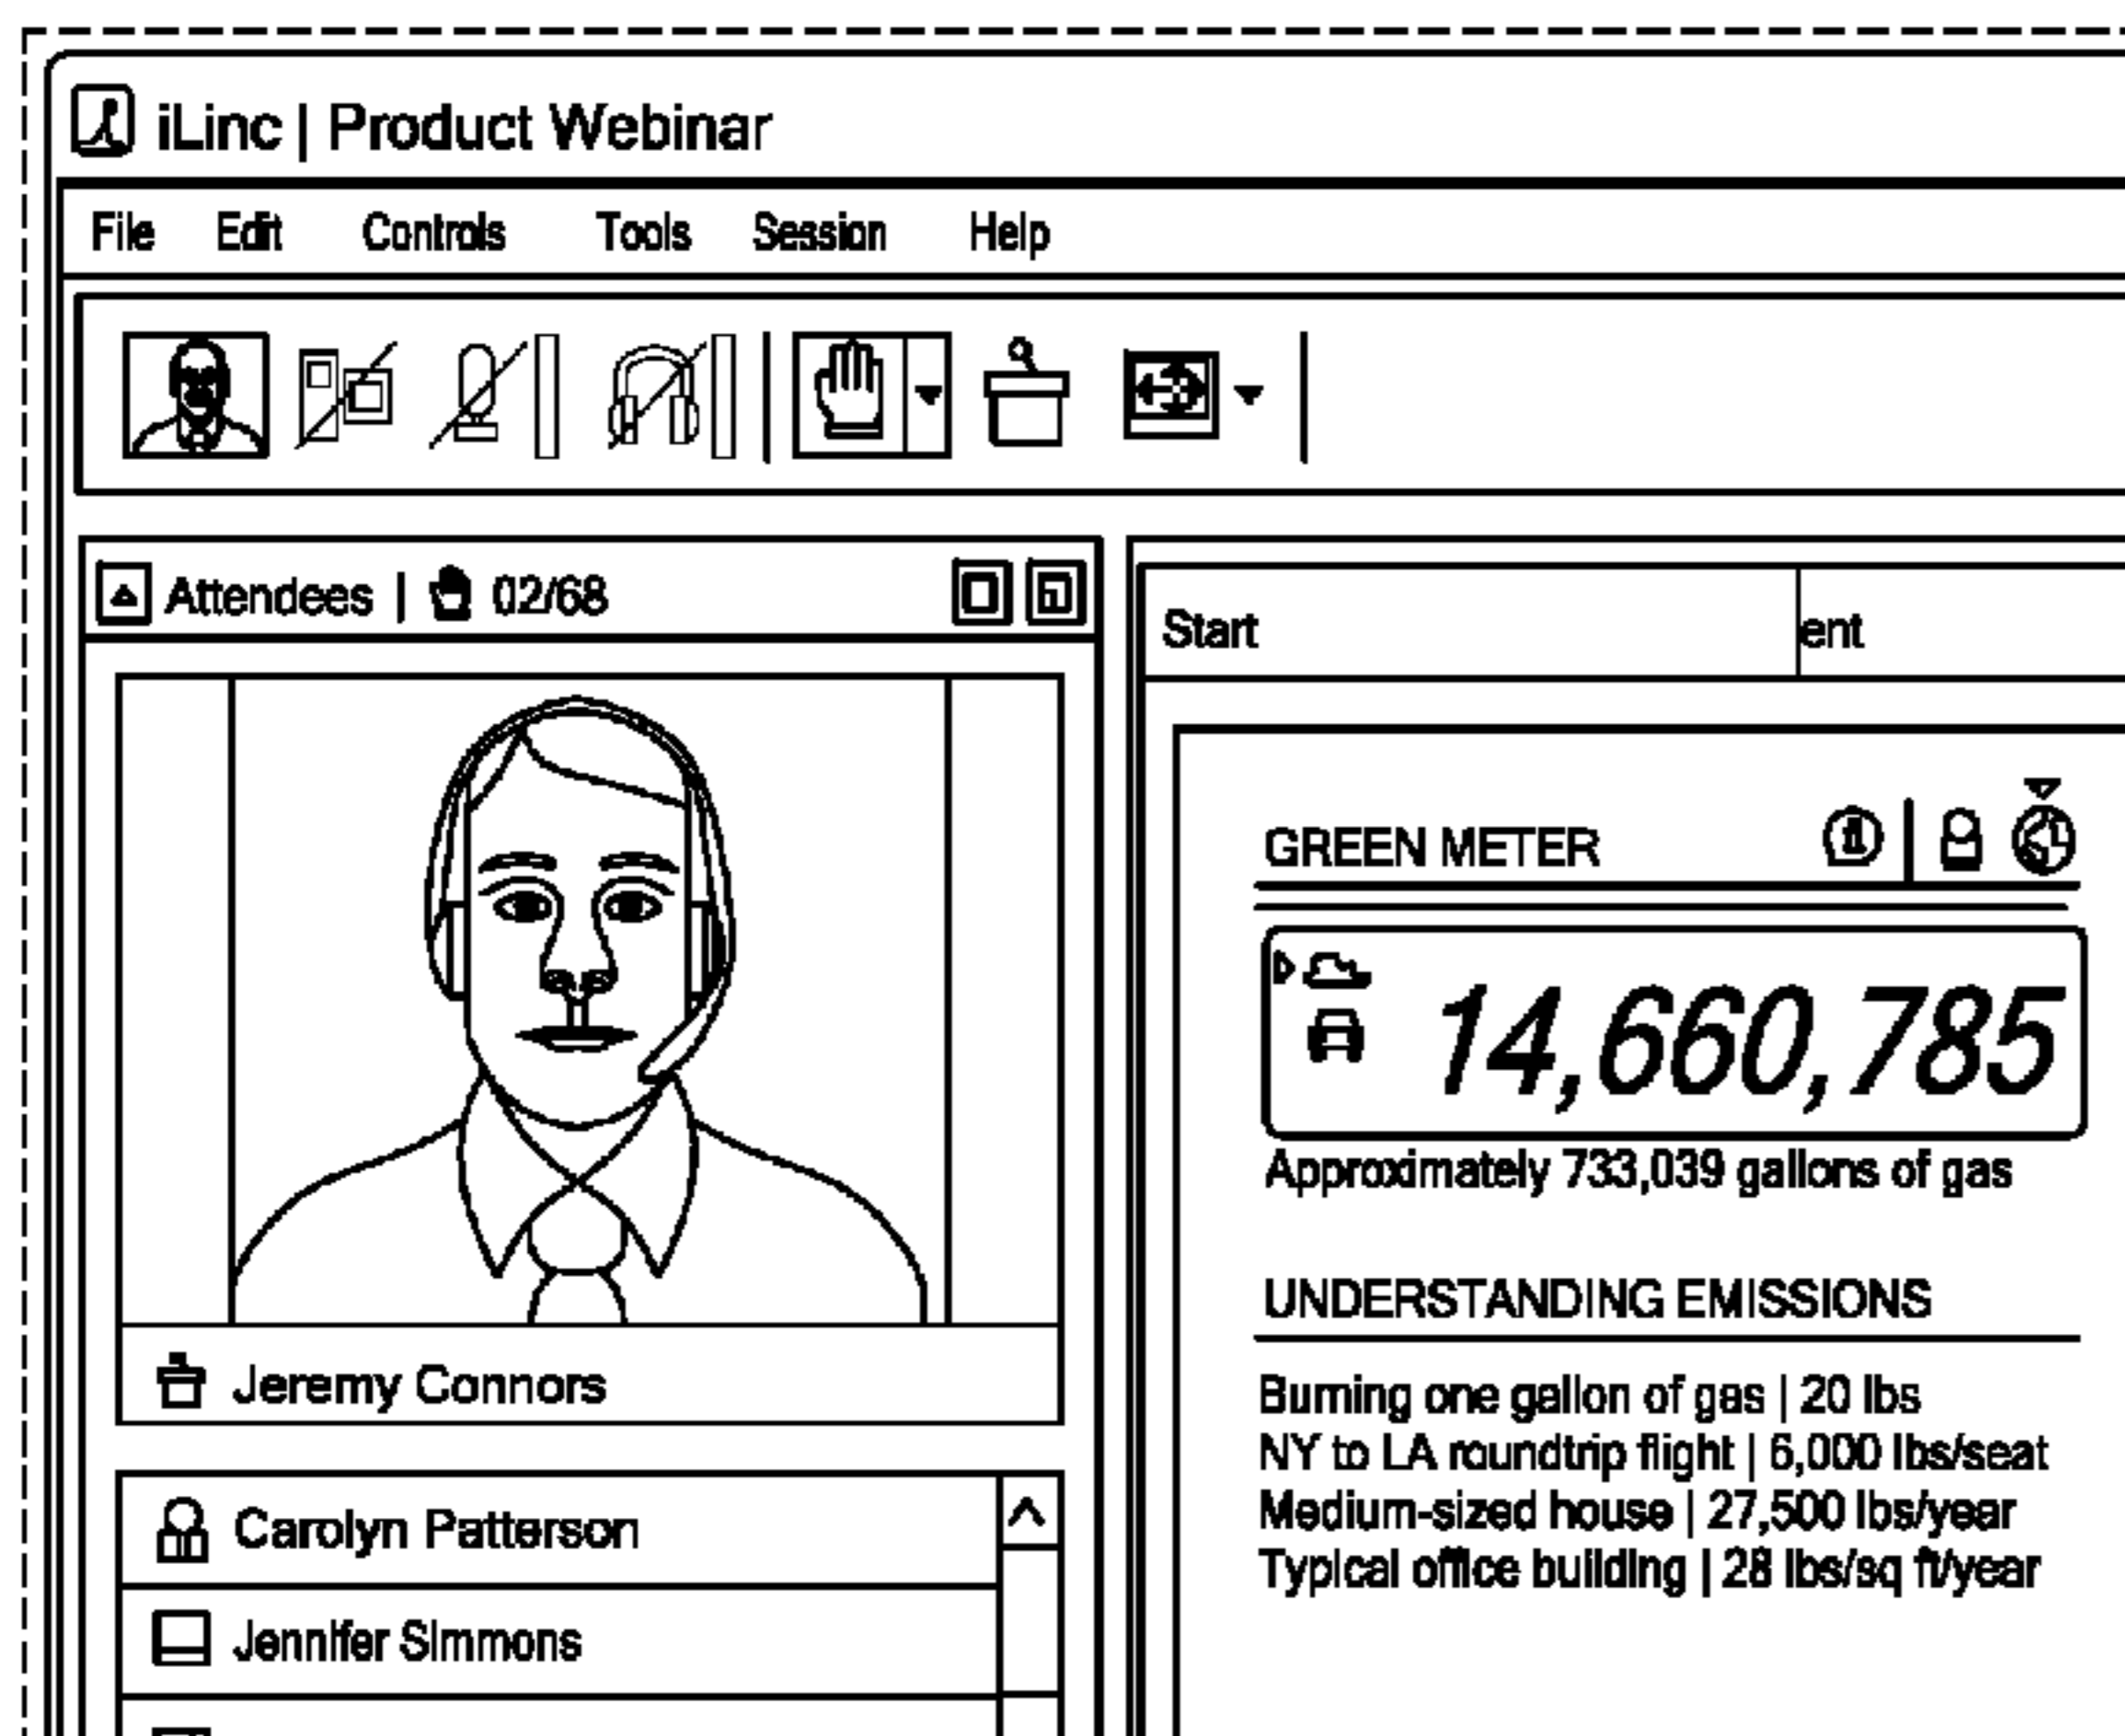 iLinc | Product Webinar
File Edit Controls Tools Session Help
Attendees | 02/68
Start
ent
Jeremy Connors
Carolyn Patterson
Jennifer Simmons
GREEN METER
14,660,785
Approximately 733,039 gallons of gas
UNDERSTANDING EMISSIONS
Burning one gallon of gas | 20 lbs
NY to LA roundtrip flight | 6,000 lbs/seat
Medium-sized house | 27,500 lbs/year
Typical office building | 28 lbs/sq ft/year